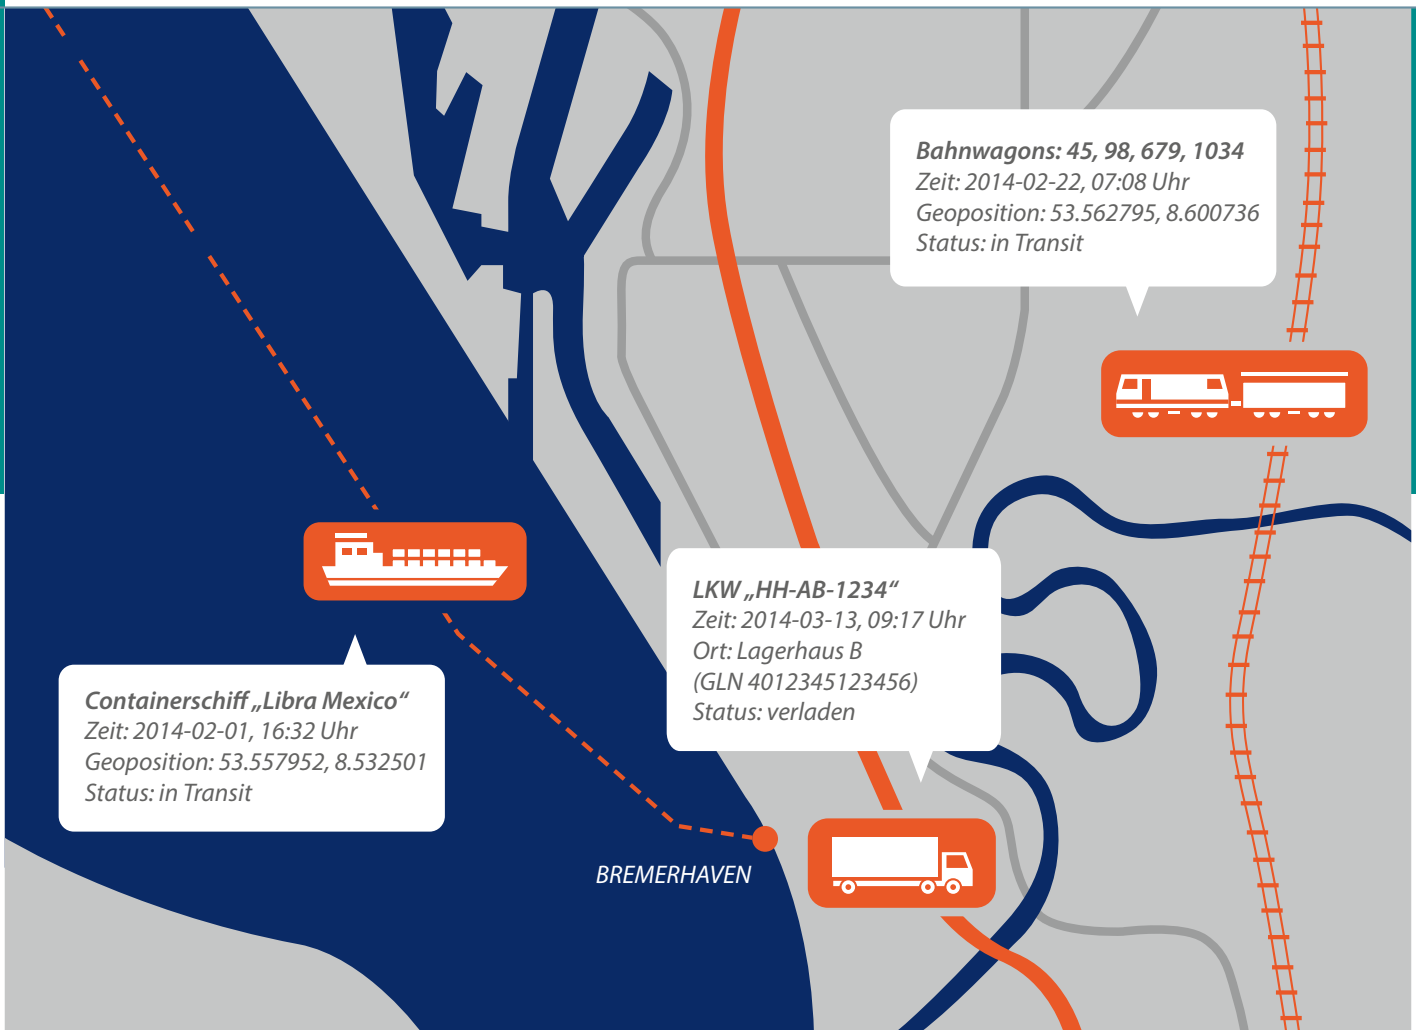 Bahnwagons: 45, 98, 679, 1034
Zeit: 2014-02-22, 07:08 Uhr
Geoposition: 53.562795, 8.600736
Status: in Transit
LKW „HH-AB-1234“
Zeit: 2014-03-13, 09:17 Uhr
Ort: Lagerhaus B
(GLN 4012345123456)
Status: verladen
Containerschiff „Libra Mexico“
Zeit: 2014-02-01, 16:32 Uhr
Geoposition: 53.557952, 8.532501
Status: in Transit
BREMERHAVEN